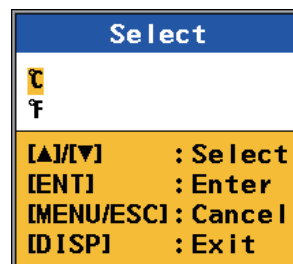 Select
℃
℉
[▲]/[▼] :Select
[ENT] :Enter
[MENU/ESC]:Cancel
[DISP] :Exit